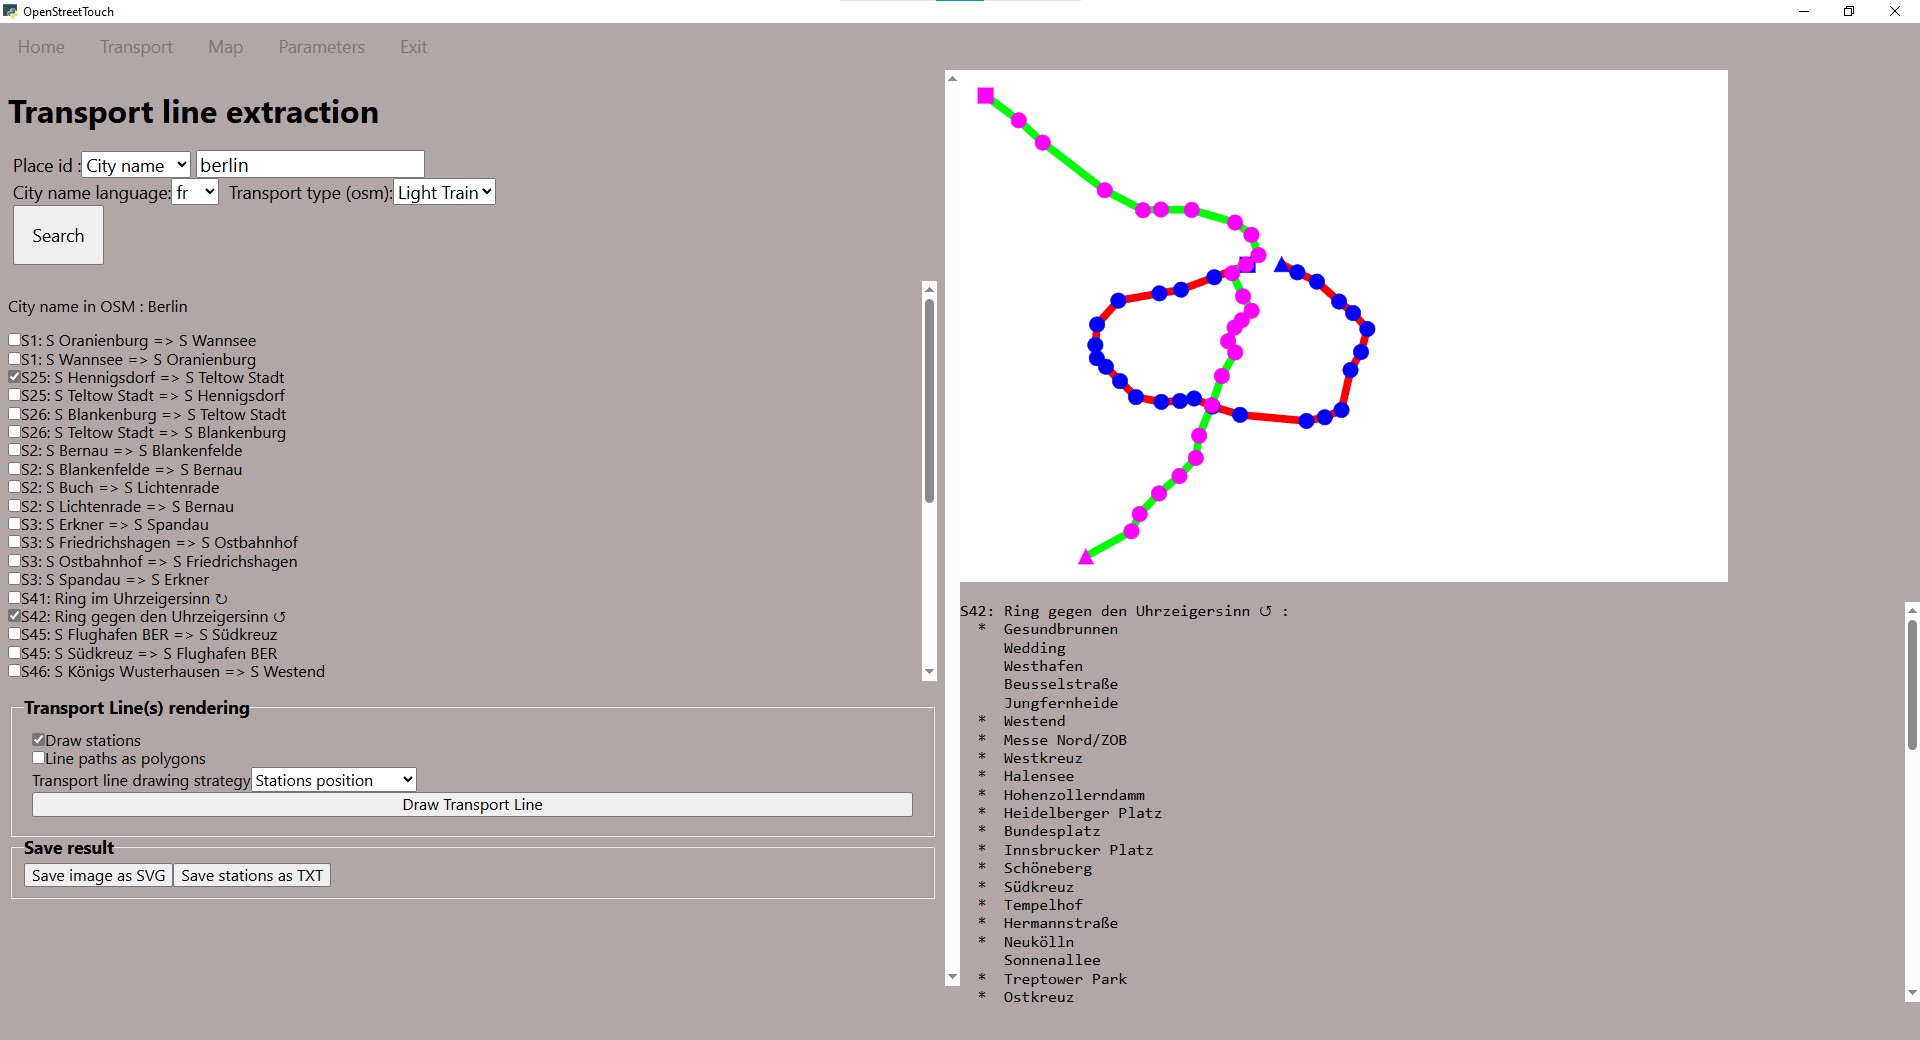 OpenStreetTouch
Home Transport Map Parameters Exit
Transport line extraction
Place id : City name berlin
City name language: fr Transport type (osm): Light Train
Search
City name in OSM : Berlin
S1: S Oranienburg => S Wannsee
S1: S Wannsee => S Oranienburg
S25: S Hennigsdorf => S Teltow Stadt
S25: S Teltow Stadt => S Hennigsdorf
S26: S Blankenburg => S Teltow Stadt
S26: S Teltow Stadt => S Blankenburg
S2: S Bernau => S Blankenfelde
S2: S Blankenfelde => S Bernau
S2: S Buch => S Lichtenrade
S2: S Lichtenrade => S Bernau
S3: S Erkner => S Spandau
S3: S Friedrichshagen => S Ostbahnhof
S3: S Ostbahnhof => S Friedrichshagen
S3: S Spandau => S Erkner
S41: Ring im Uhrzeigersinn ↻
S42: Ring gegen den Uhrzeigersinn ↺
S45: S Flughafen BER => S Südkreuz
S45: S Südkreuz => S Flughafen BER
S46: S Königs Wusterhausen => S Westend
Transport Line(s) rendering
Draw stations
Line paths as polygons
Transport line drawing strategy Stations position
Draw Transport Line
Save result
Save image as SVG Save stations as TXT
S42: Ring gegen den Uhrzeigersinn ↺ :
* Gesundbrunnen
Wedding
Westhafen
Beusselstraße
Jungfernheide
* Westend
* Messe Nord/ZOB
* Westkreuz
* Halensee
* Hohenzollerndamm
* Heidelberger Platz
* Bundesplatz
* Innsbrucker Platz
* Schöneberg
* Südkreuz
* Tempelhof
* Hermannstraße
* Neukölln
Sonnenallee
* Treptower Park
* Ostkreuz